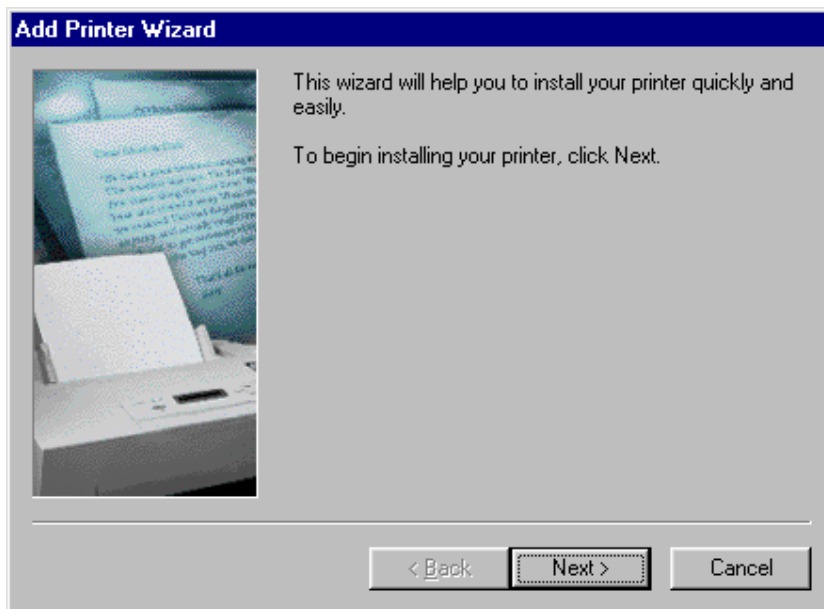 Add Printer Wizard
This wizard will help you to install your printer quickly and
easily.
To begin installing your printer, click Next.
< Back
Next >
Cancel